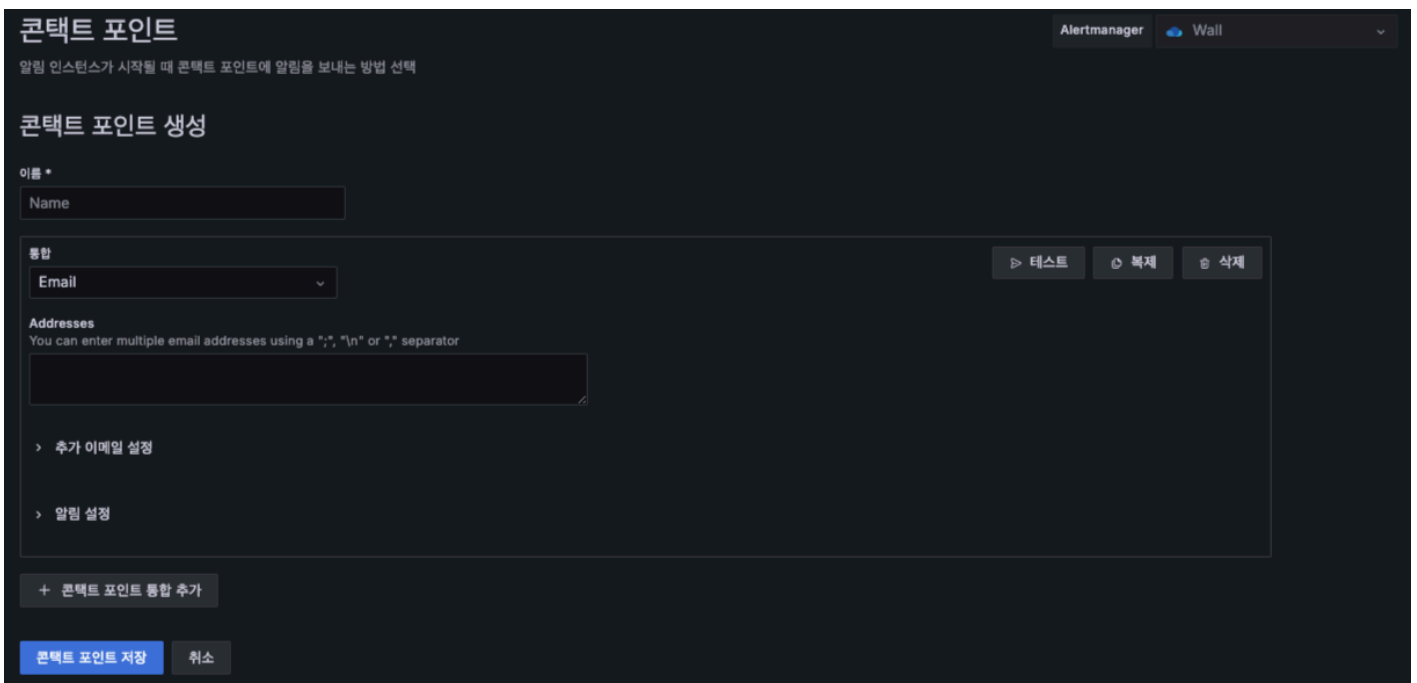 콘택트 포인트
Alertmanager
Wall
알림 인스턴스가 시작될 때 콘택트 포인트에 알림을 보내는 방법 선택
콘택트 포인트 생성
이름 *
Name
통합
Email
테스트
복제
삭제
Addresses
You can enter multiple email addresses using a ";", "\n" or "," separator
추가 이메일 설정
알림 설정
콘택트 포인트 통합 추가
콘택트 포인트 저장
취소